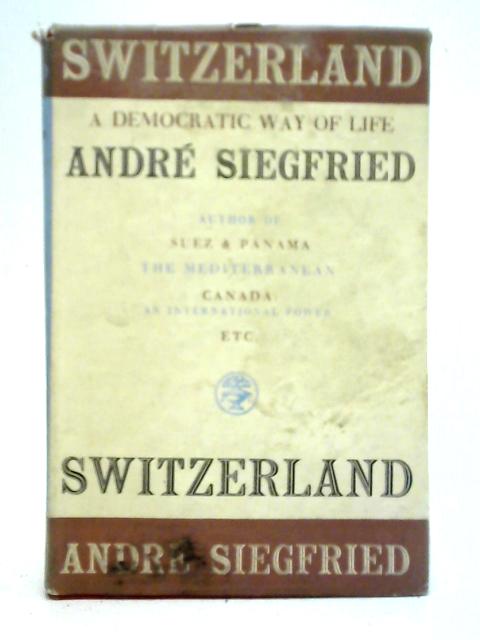 SWITZERLAND
A DEMOCRATIC WAY OF LIFE
ANDRÉ SIEGFRIED
AUTHOR OF
SUEZ & PANAMA
THE MEDITERRANEAN
CANADA:
AN INTERNATIONAL POWER
ETC.
SWITZERLAND
ANDRÉ SIEGFRIED